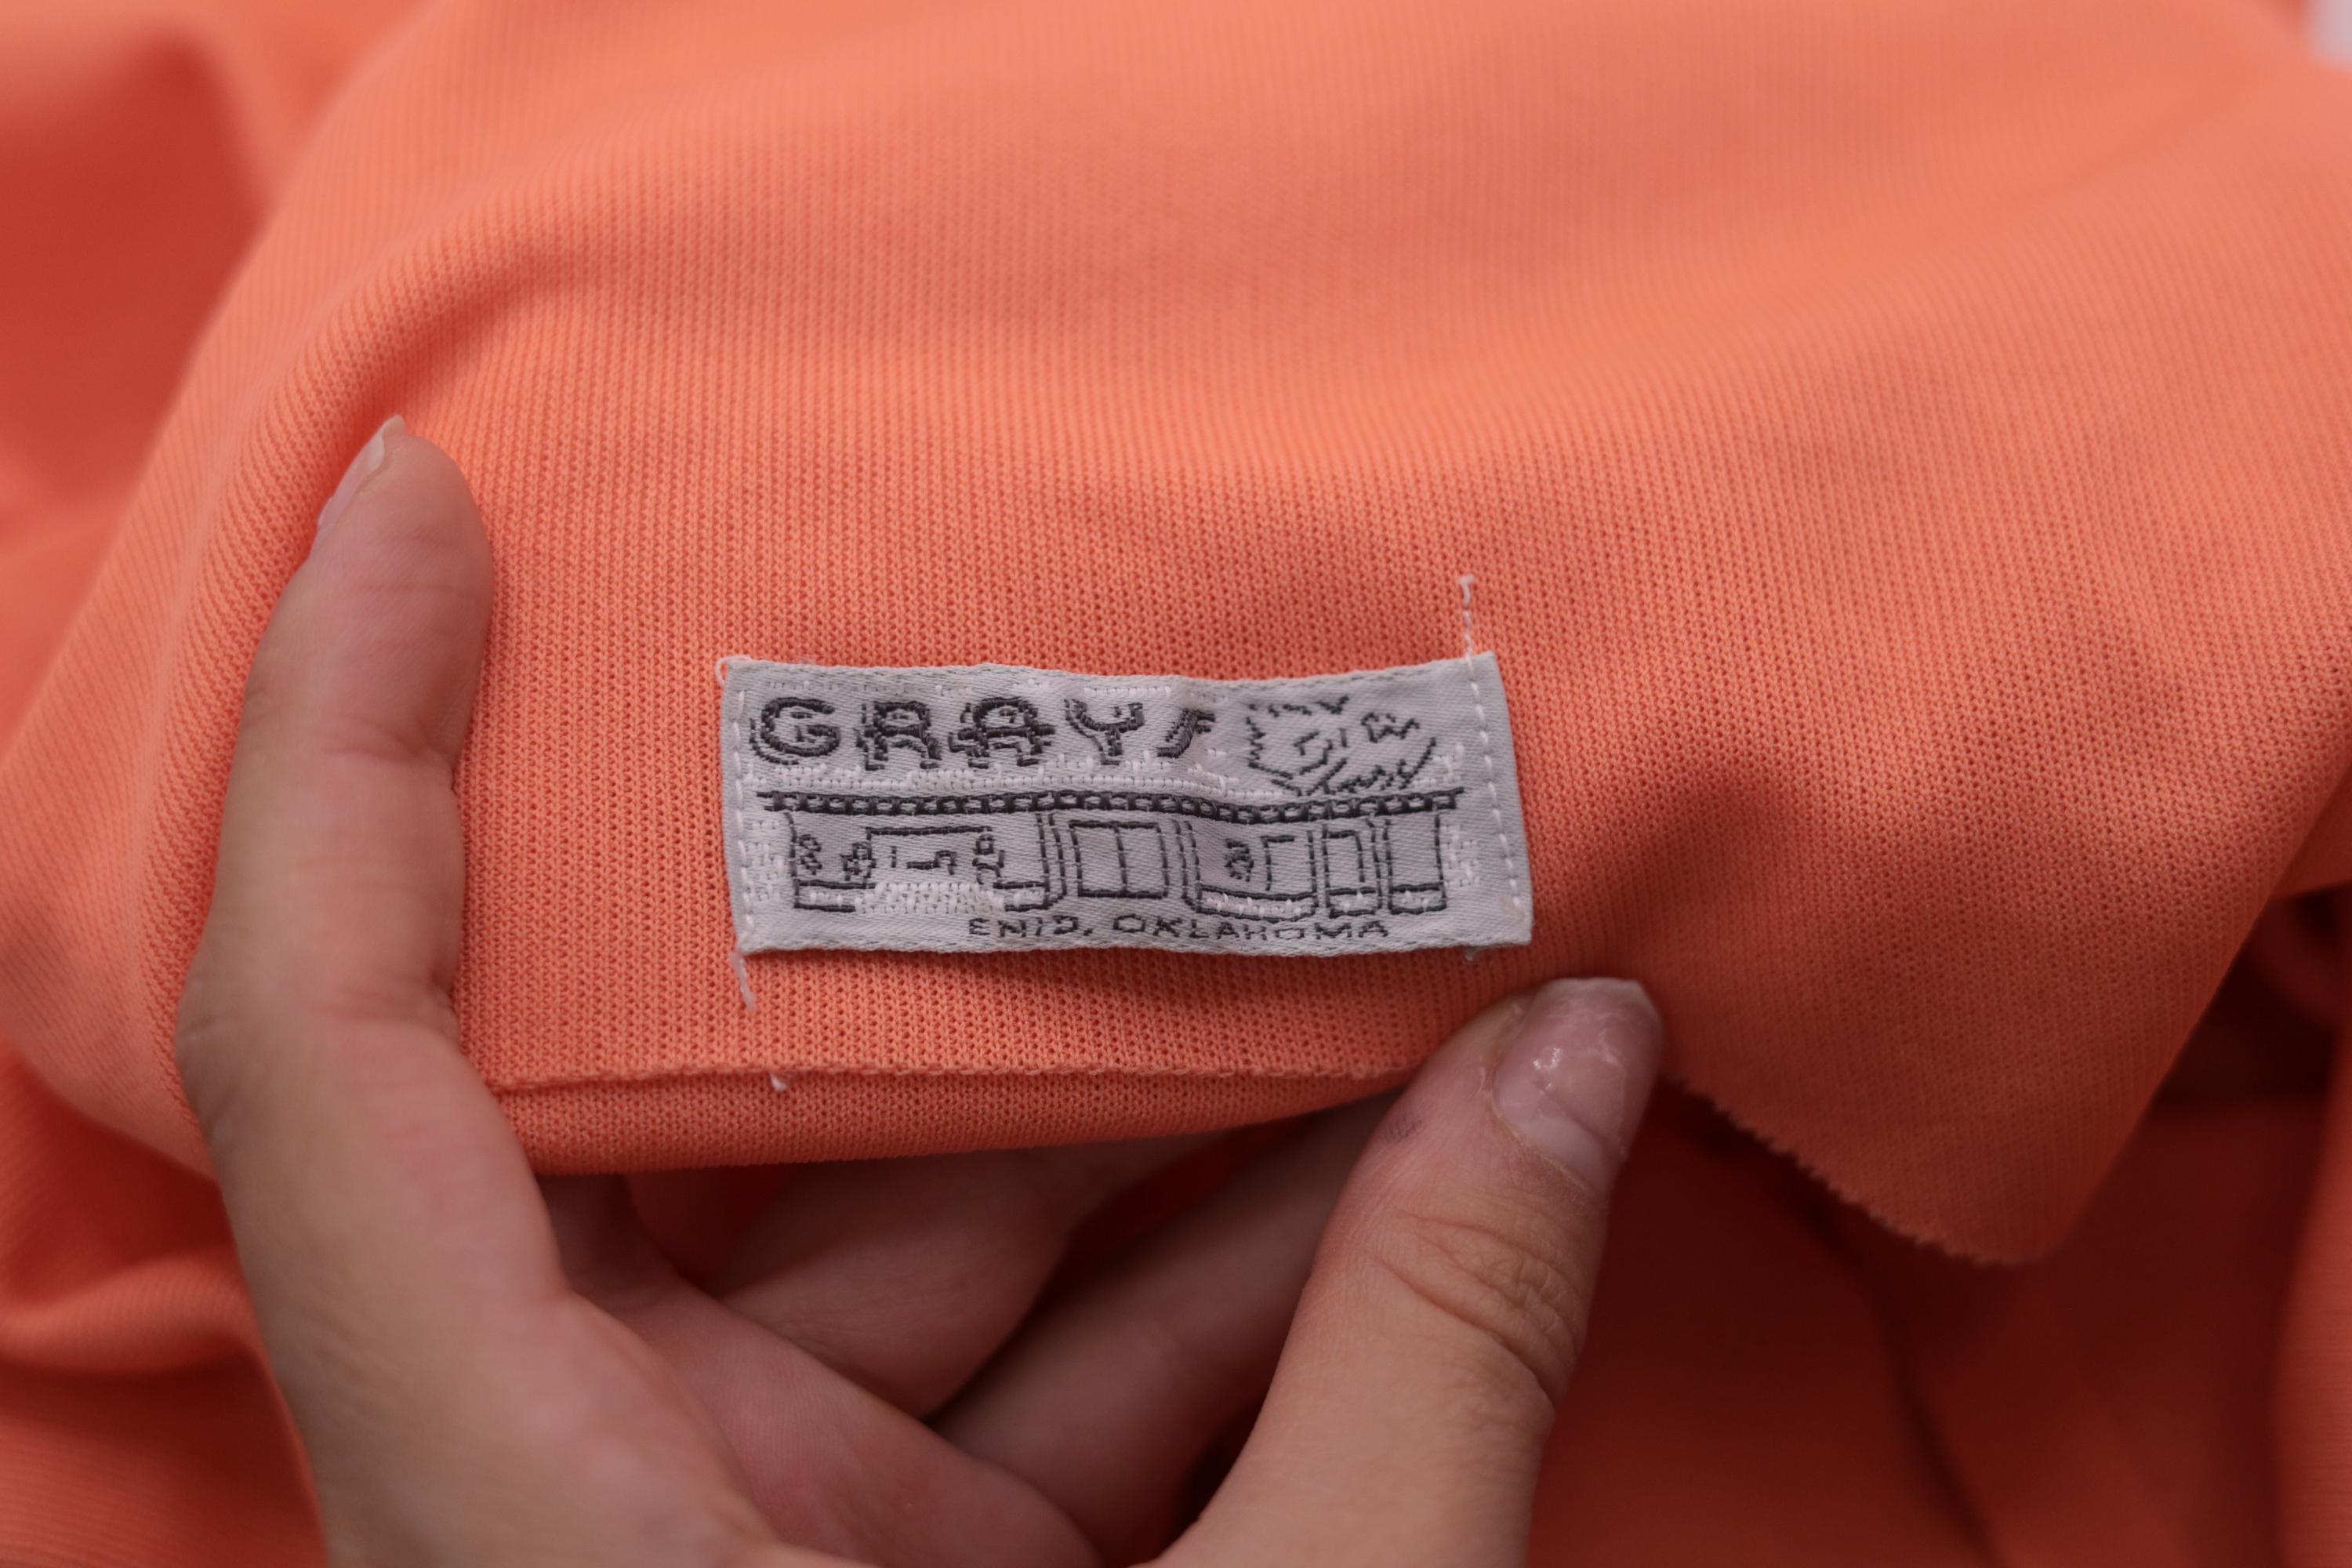 GRAYS
ENID, OKLAHOMA